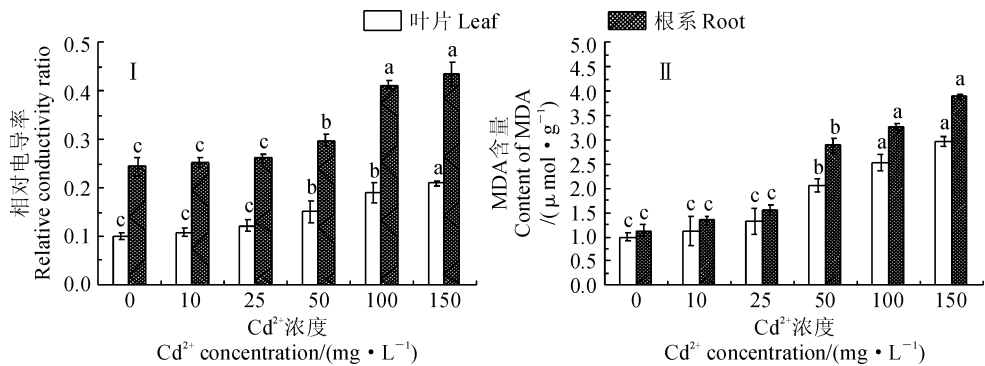 叶片 Leaf
根系 Root
Ⅰ
相对电导率
Relative conductivity ratio
0.5
0.4
0.3
0.2
0.1
0.0
c c c c c c b b b a a a
0 10 25 50 100 150
Cd²⁺浓度
Cd²⁺ concentration/(mg·L⁻¹)
Ⅱ
MDA含量
Content of MDA
/(μmol·g⁻¹)
5.0
4.5
4.0
3.5
3.0
2.5
2.0
1.5
1.0
0.5
0.0
c c c c c c b b a a a a
0 10 25 50 100 150
Cd²⁺浓度
Cd²⁺ concentration/(mg·L⁻¹)